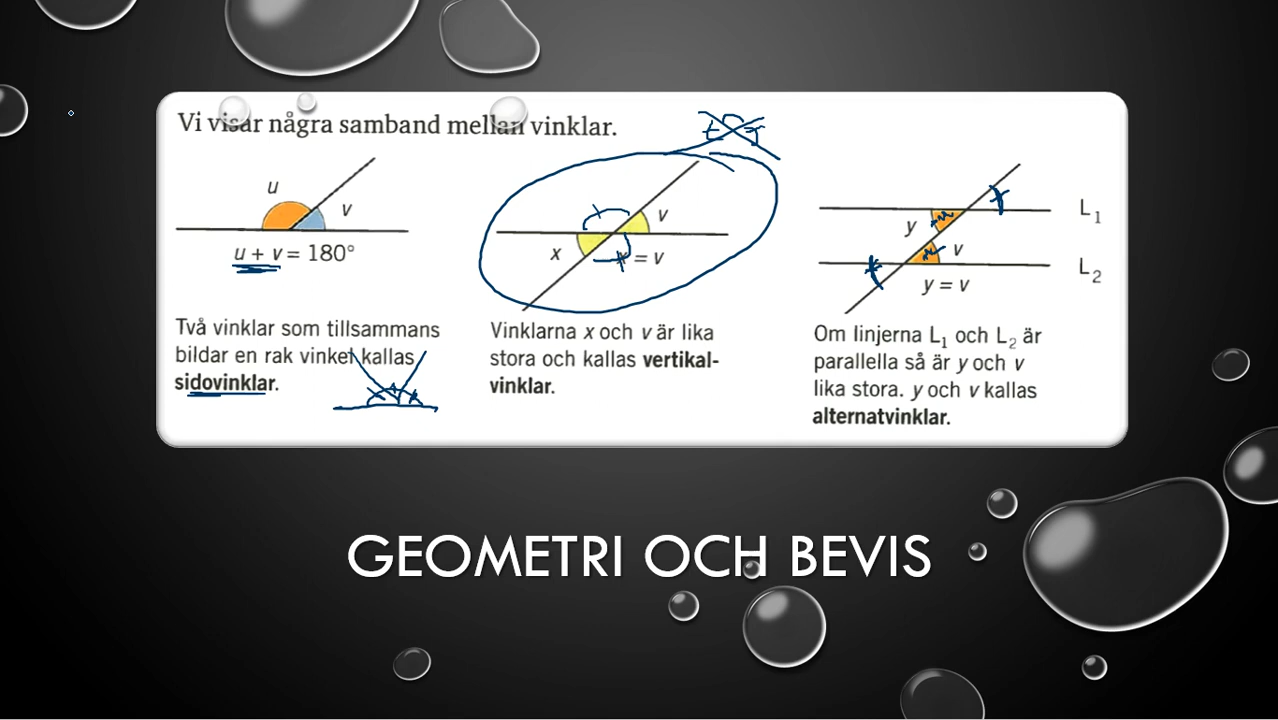 Vi visar några samband mellan vinklar.
u
v
u + v = 180°
Två vinklar som tillsammans
bildar en rak vinkel kallas
sidovinklar.
v
x
x = v
Vinklarna x och v är lika
stora och kallas vertikal-
vinklar.
L1
y
v
L2
y = v
Om linjerna L1 och L2 är
parallella så är y och v
lika stora. y och v kallas
alternatvinklar.
GEOMETRI OCH BEVIS